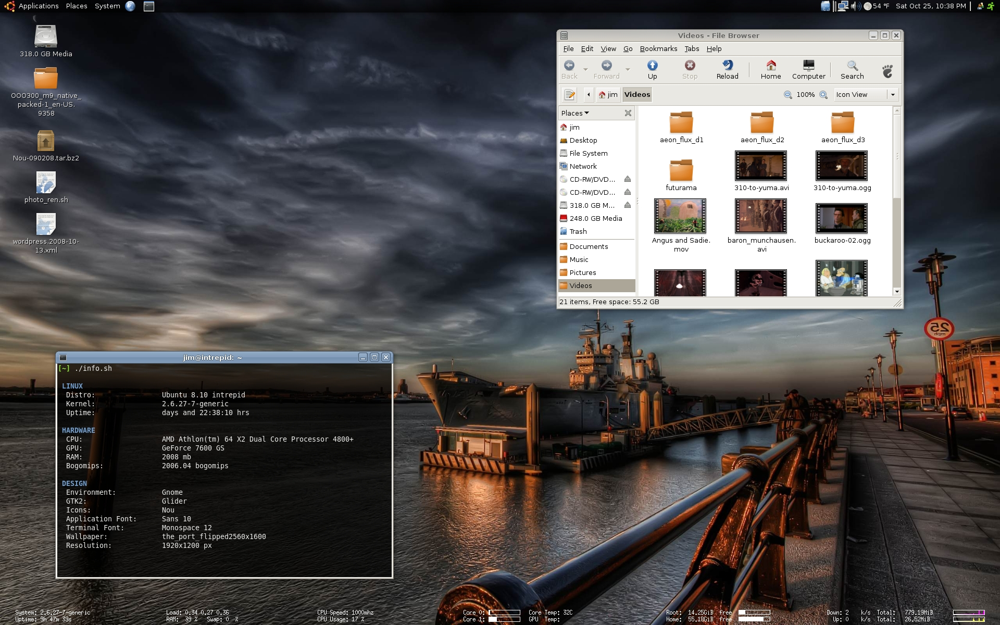 Applications Places System
54 °F Sat Oct 25, 10:38 PM
318.0 GB Media
OOO300_m9_native_
packed-1_en-US.
9358
Nou-090208.tar.bz2
photo_ren.sh
wordpress.2008-10-
13.xml
Videos - File Browser
File Edit View Go Bookmarks Tabs Help
Back Forward Up Stop Reload Home Computer Search
jim Videos 100% Icon View
Places
jim
Desktop
File System
Network
CD-RW/DVD...
CD-RW/DVD...
318.0 GB M...
248.0 GB Media
Trash
Documents
Music
Pictures
Videos
aeon_flux_d1 aeon_flux_d2 aeon_flux_d3
futurama 310-to-yuma.avi 310-to-yuma.ogg
Angus and Sadie.
mov
baron_munchausen.
avi
buckaroo-02.ogg
21 items, Free space: 55.2 GB
25
mph
jim@intrepid: ~
[~] ./info.sh
LINUX
Distro: Ubuntu 8.10 intrepid
Kernel: 2.6.27-7-generic
Uptime: days and 22:38:10 hrs
HARDWARE
CPU: AMD Athlon(tm) 64 X2 Dual Core Processor 4800+
GPU: GeForce 7600 GS
RAM: 2008 mb
Bogomips: 2006.04 bogomips
DESIGN
Environment: Gnome
GTK2: Glider
Icons: Nou
Application Font: Sans 10
Terminal Font: Monospace 12
Wallpaper: the_port_flipped2560x1600
Resolution: 1920x1200 px
System: 2.6.27-7-generic Load: 0.34 0.27 0.36 CPU Speed: 1000mhz Core 0: Core Temp: 32C Root: 14.25GiB free Down: 2 k/s Total: 779.19MiB
Uptime: 9h 47m 39s RAM: 39 % Swap: 0 % CPU Usage: 17 % Core 1: GPU Temp: Home: 55.18GiB free Up: 0 k/s Total: 26.52MiB